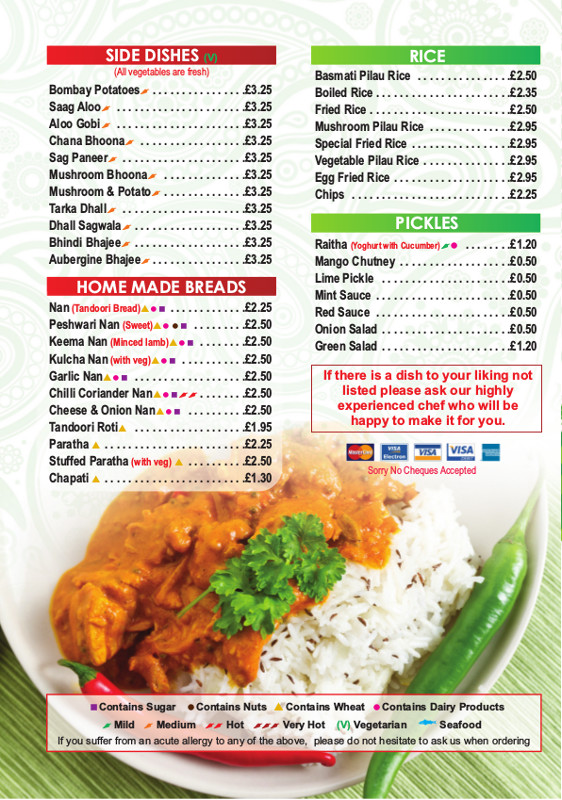 SIDE DISHES (V)
(All vegetables are fresh)
Bombay Potatoes ...............£3.25
Saag Aloo ...................£3.25
Aloo Gobi ...................£3.25
Chana Bhoona .................£3.25
Sag Paneer ...................£3.25
Mushroom Bhoona ..............£3.25
Mushroom & Potato .............£3.25
Tarka Dhall ..................£3.25
Dhall Sagwala .................£3.25
Bhindi Bhajee .................£3.25
Aubergine Bhajee ..............£3.25
HOME MADE BREADS
Nan (Tandoori Bread) ............£2.25
Peshwari Nan (Sweet) .........£2.50
Keema Nan (Minced lamb) ........£2.50
Kulcha Nan (with veg) ...........£2.50
Garlic Nan ..................£2.50
Chilli Coriander Nan .......£2.50
Cheese & Onion Nan ..........£2.50
Tandoori Roti .................£1.95
Paratha .....................£2.25
Stuffed Paratha (with veg) .........£2.50
Chapati .....................£1.30
RICE
Basmati Pilau Rice ...............£2.50
Boiled Rice .....................£2.35
Fried Rice ......................£2.50
Mushroom Pilau Rice .............£2.95
Special Fried Rice ................£2.95
Vegetable Pilau Rice ..............£2.95
Egg Fried Rice ...................£2.95
Chips .........................£2.25
PICKLES
Raitha (Yoghurt with Cucumber) .......£1.20
Mango Chutney .................£0.50
Lime Pickle ....................£0.50
Mint Sauce .....................£0.50
Red Sauce .....................£0.50
Onion Salad ....................£0.50
Green Salad ....................£1.20
If there is a dish to your liking not
listed please ask our highly
experienced chef who will be
happy to make it for you.
MasterCard VISA Electron VISA VISA
Sorry No Cheques Accepted
Contains Sugar Contains Nuts Contains Wheat Contains Dairy Products
Mild Medium Hot Very Hot (V) Vegetarian Seafood
If you suffer from an acute allergy to any of the above, please do not hesitate to ask us when ordering